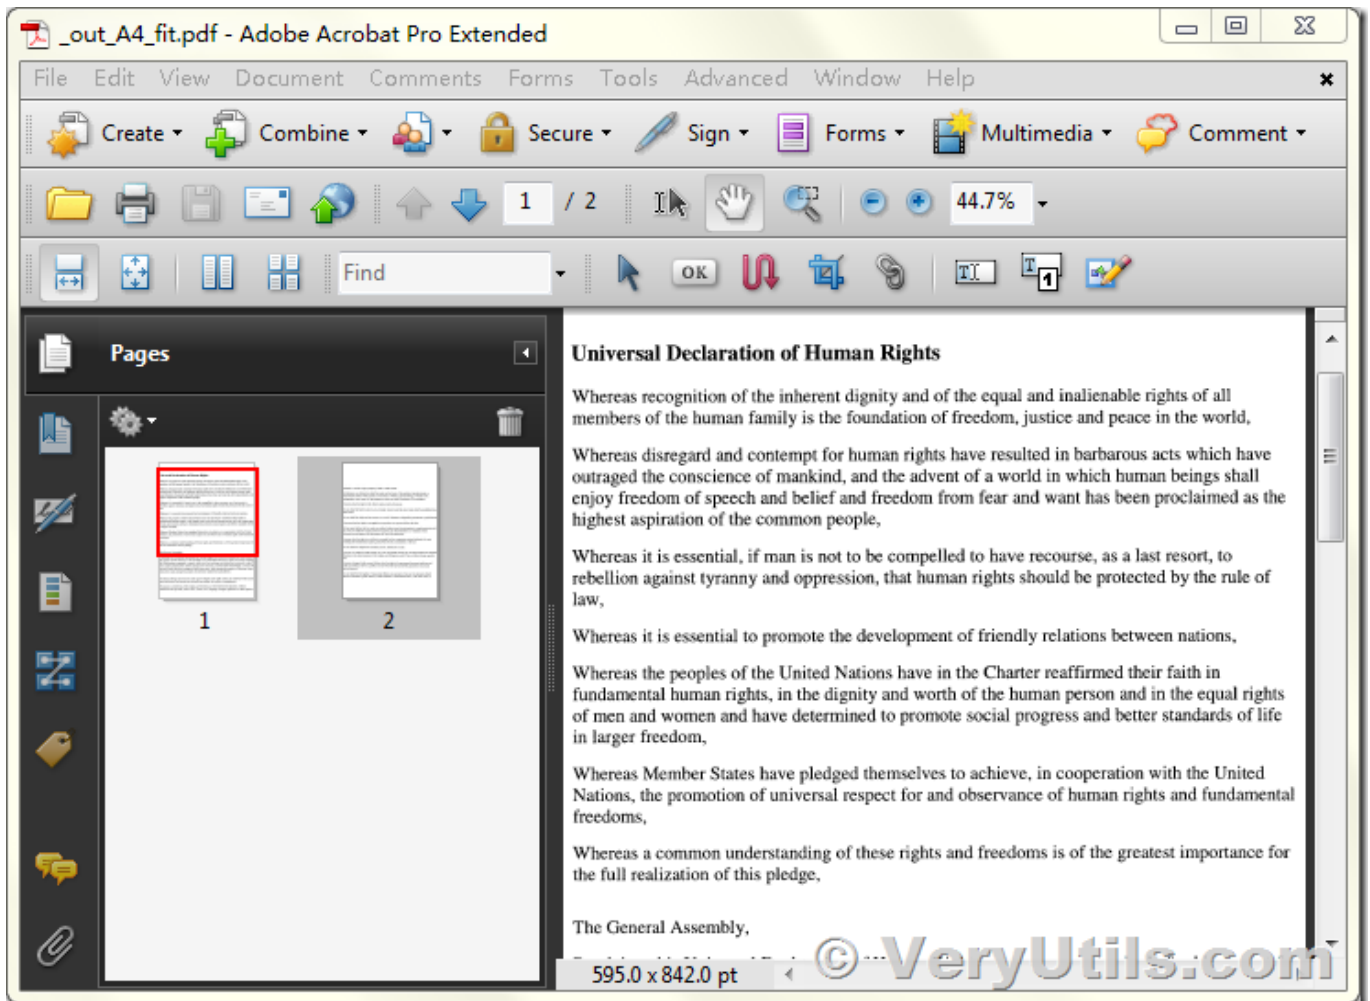 _out_A4_fit.pdf - Adobe Acrobat Pro Extended
File Edit View Document Comments Forms Tools Advanced Window Help
Create Combine Secure Sign Forms Multimedia Comment
1 / 2 44.7%
Find OK T T 1
Pages
1 2
Universal Declaration of Human Rights
Whereas recognition of the inherent dignity and of the equal and inalienable rights of all
members of the human family is the foundation of freedom, justice and peace in the world,
Whereas disregard and contempt for human rights have resulted in barbarous acts which have
outraged the conscience of mankind, and the advent of a world in which human beings shall
enjoy freedom of speech and belief and freedom from fear and want has been proclaimed as the
highest aspiration of the common people,
Whereas it is essential, if man is not to be compelled to have recourse, as a last resort, to
rebellion against tyranny and oppression, that human rights should be protected by the rule of
law,
Whereas it is essential to promote the development of friendly relations between nations,
Whereas the peoples of the United Nations have in the Charter reaffirmed their faith in
fundamental human rights, in the dignity and worth of the human person and in the equal rights
of men and women and have determined to promote social progress and better standards of life
in larger freedom,
Whereas Member States have pledged themselves to achieve, in cooperation with the United
Nations, the promotion of universal respect for and observance of human rights and fundamental
freedoms,
Whereas a common understanding of these rights and freedoms is of the greatest importance for
the full realization of this pledge,
The General Assembly,
595.0 x 842.0 pt
© VeryUtils.com